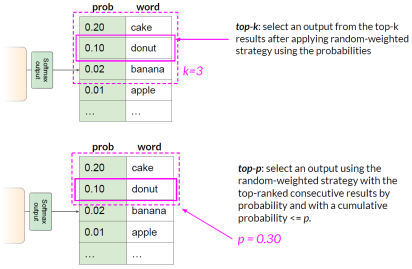 prob word
0.20 cake
0.10 donut
0.02 banana
0.01 apple
... ...
Softmax
output
k=3
top-k: select an output from the top-k
results after applying random-weighted
strategy using the probabilities
prob word
0.20 cake
0.10 donut
0.02 banana
0.01 apple
... ...
Softmax
output
top-p: select an output using the
random-weighted strategy with the
top-ranked consecutive results by
probability and with a cumulative
probability <= p.
p = 0.30